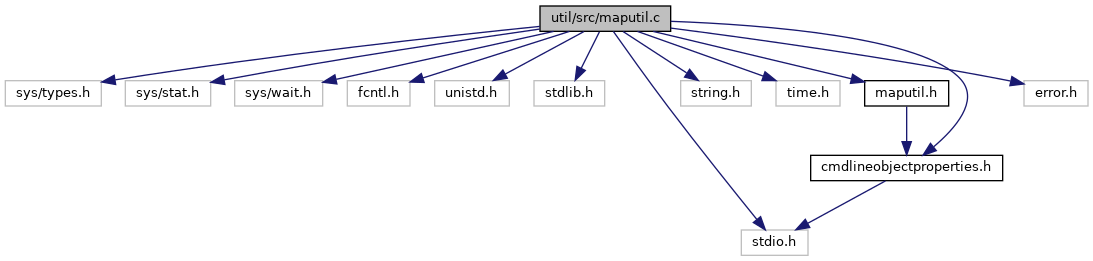 util/src/maputil.c
sys/types.h
sys/stat.h
sys/wait.h
fcntl.h
unistd.h
stdlib.h
string.h
time.h
maputil.h
error.h
cmdlineobjectproperties.h
stdio.h